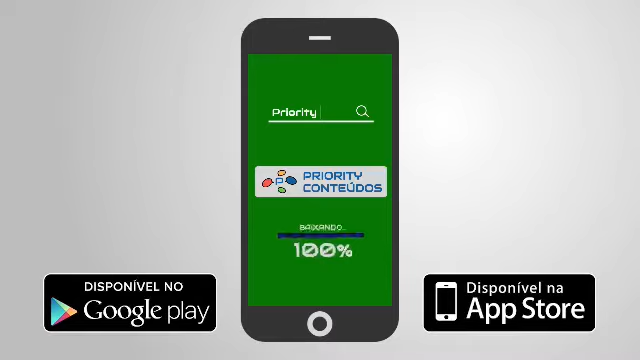 Priority
P
PRIORITY
CONTEÚDOS
BAIXANDO...
100%
DISPONÍVEL NO
Google play
Disponível na
App Store